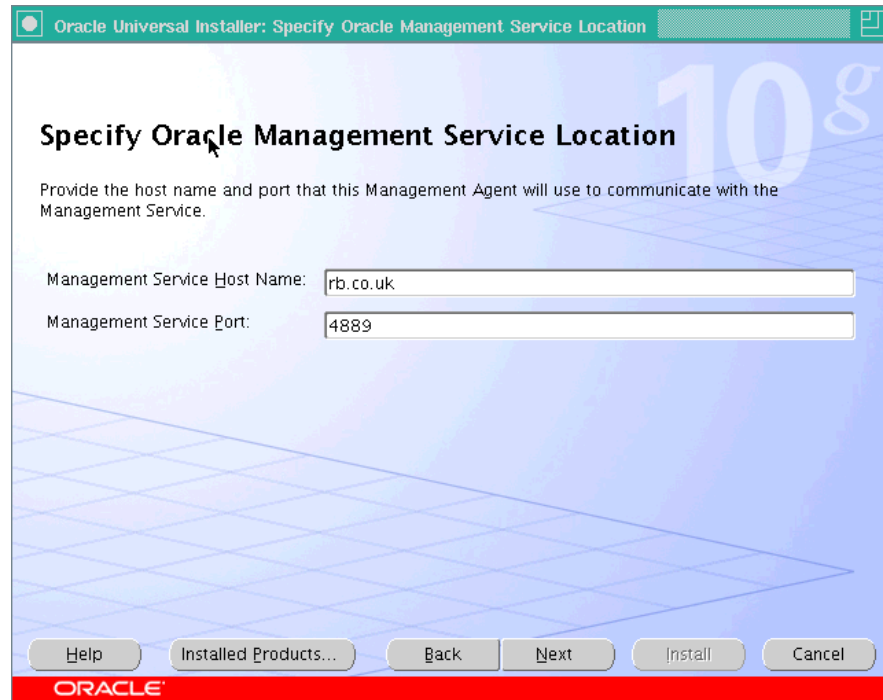 Oracle Universal Installer: Specify Oracle Management Service Location
10g
Specify Oracle Management Service Location
Provide the host name and port that this Management Agent will use to communicate with the
Management Service.
Management Service Host Name: rb.co.uk
Management Service Port: 4889
Help Installed Products... Back Next Install Cancel
ORACLE